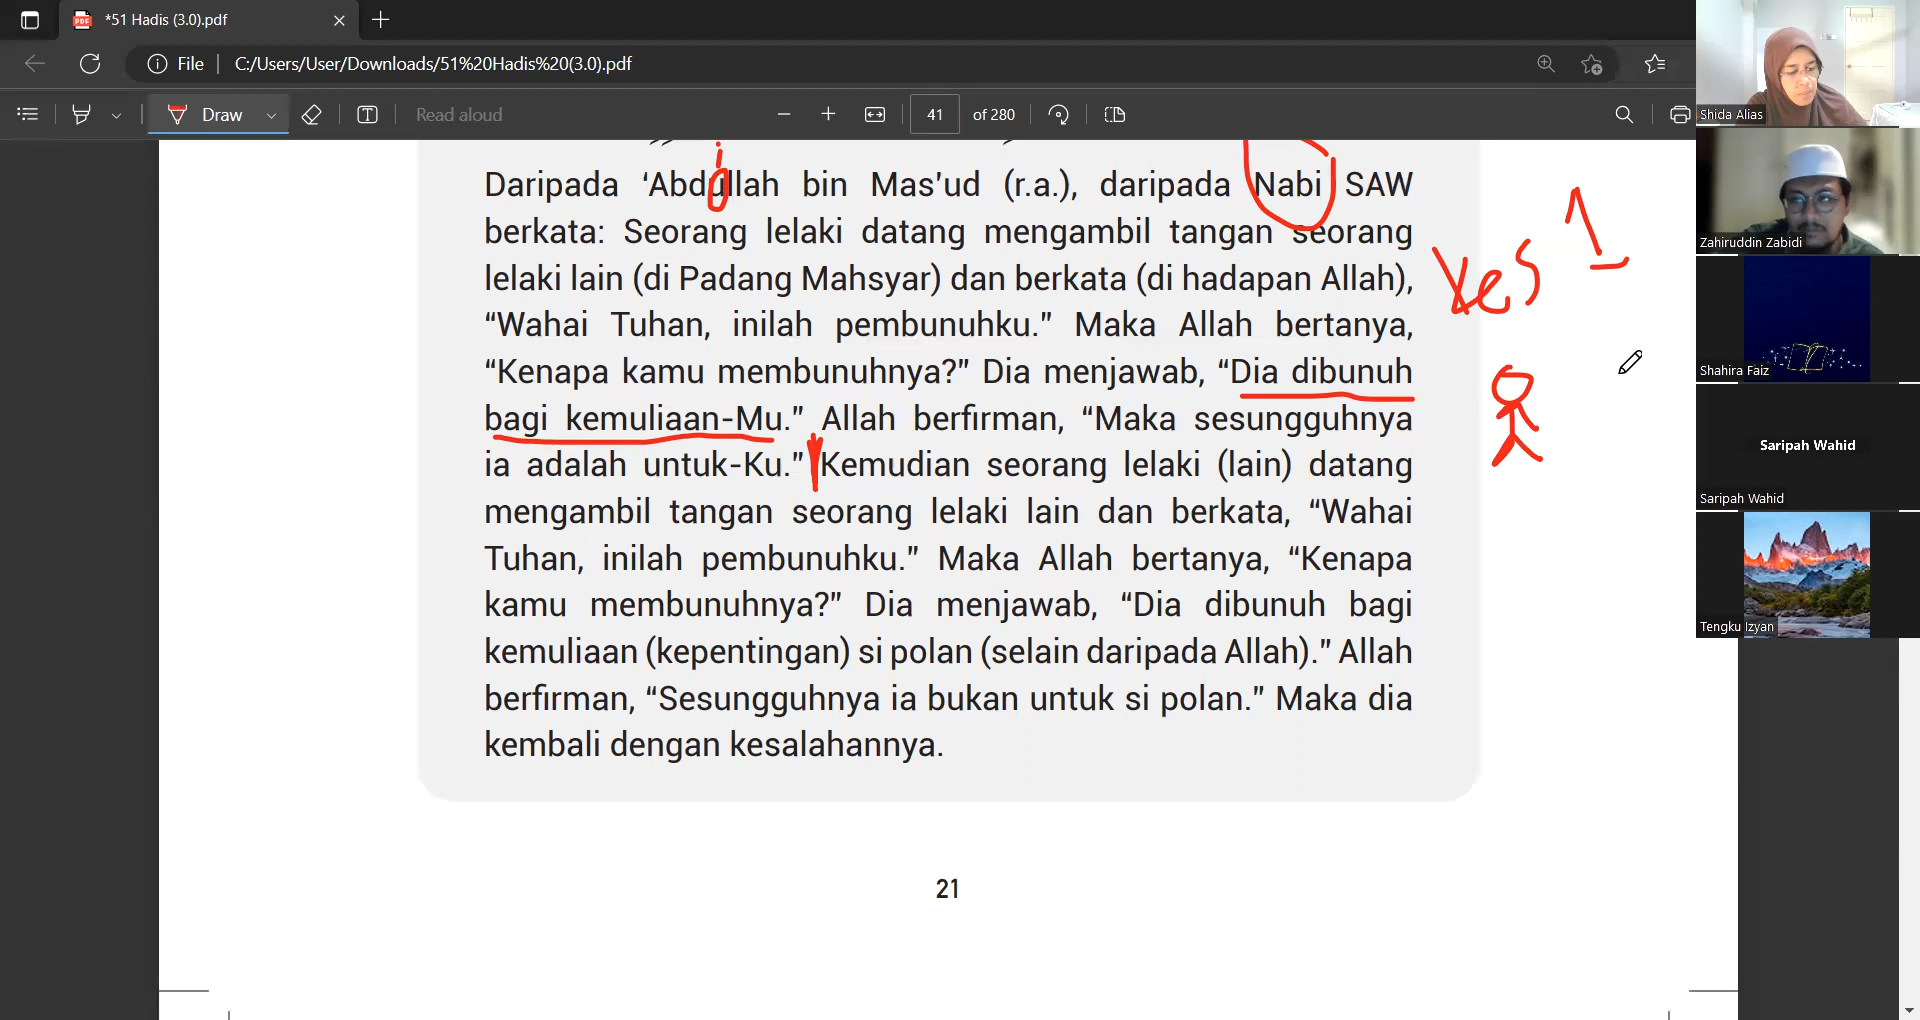 *51 Hadis (3.0).pdf
File
C:/Users/User/Downloads/51%20Hadis%20(3.0).pdf
Draw
Read aloud
41
of 280
Daripada ‘Abdullah bin Mas’ud (r.a.), daripada Nabi SAW
berkata: Seorang lelaki datang mengambil tangan seorang
lelaki lain (di Padang Mahsyar) dan berkata (di hadapan Allah),
“Wahai Tuhan, inilah pembunuhku.” Maka Allah bertanya,
“Kenapa kamu membunuhnya?” Dia menjawab, “Dia dibunuh
bagi kemuliaan-Mu.” Allah berfirman, “Maka sesungguhnya
ia adalah untuk-Ku.” Kemudian seorang lelaki (lain) datang
mengambil tangan seorang lelaki lain dan berkata, “Wahai
Tuhan, inilah pembunuhku.” Maka Allah bertanya, “Kenapa
kamu membunuhnya?” Dia menjawab, “Dia dibunuh bagi
kemuliaan (kepentingan) si polan (selain daripada Allah).” Allah
berfirman, “Sesungguhnya ia bukan untuk si polan.” Maka dia
kembali dengan kesalahannya.
21
Kes 1
Shida Alias
Zahiruddin Zabidi
Shahira Faiz
Saripah Wahid
Saripah Wahid
Tengku Izyan